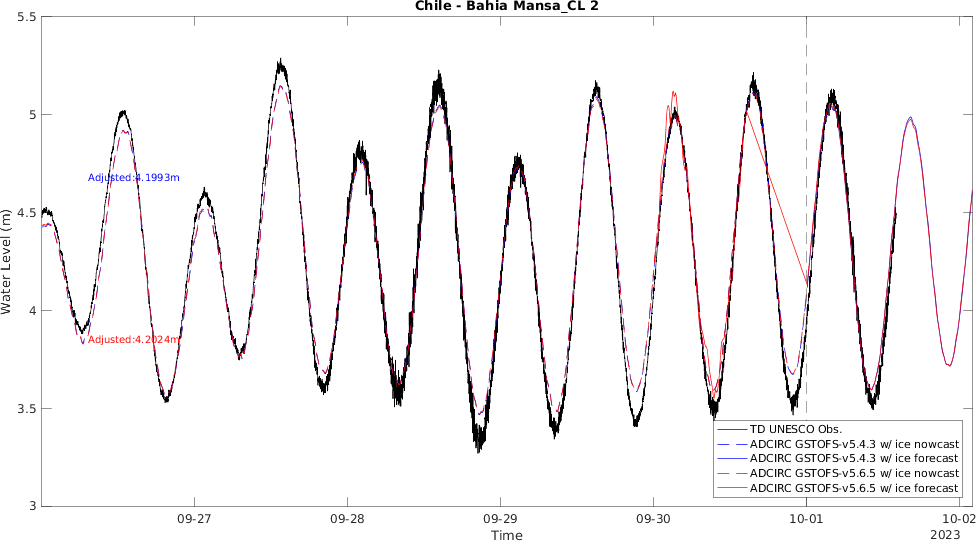 Chile - Bahia Mansa_CL 2
5.5
5
4.5
4
3.5
3
Water Level (m)
Adjusted:4.1993m
Adjusted:4.2024m
TD UNESCO Obs.
ADCIRC GSTOFS-v5.4.3 w/ ice nowcast
ADCIRC GSTOFS-v5.4.3 w/ ice forecast
ADCIRC GSTOFS-v5.6.5 w/ ice nowcast
ADCIRC GSTOFS-v5.6.5 w/ ice forecast
09-27 09-28 09-29 09-30 10-01 10-02
Time
2023